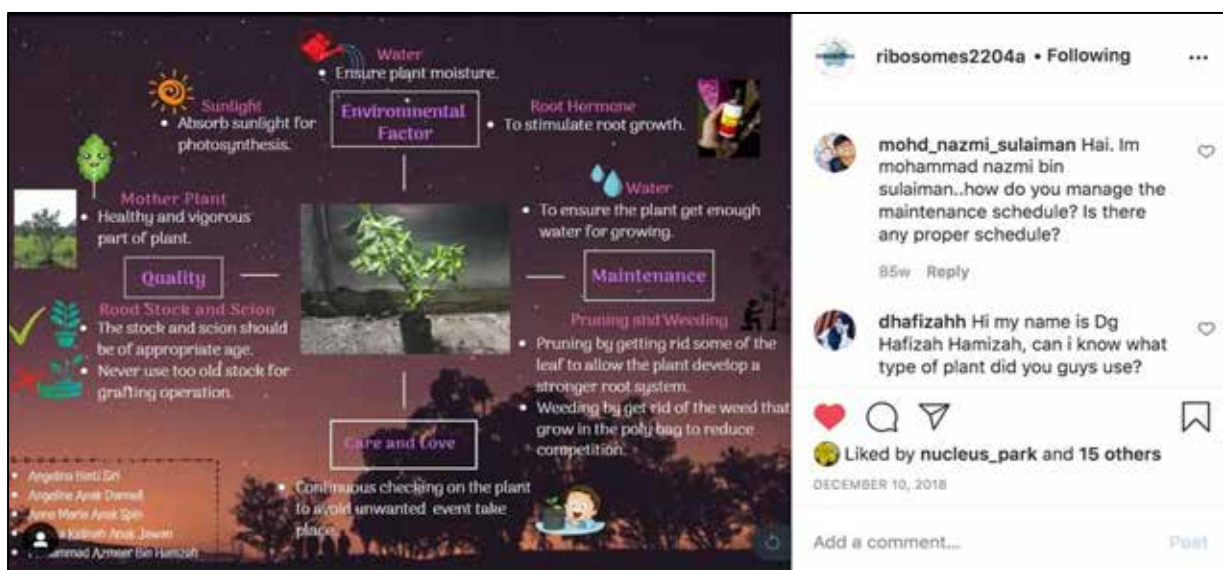 Water
• Ensure plant moisture.
Environmental
Factor
Sunlight
• Absorb sunlight for
photosynthesis.
Root Hormone
• To stimulate root growth.
Mother Plant
• Healthy and vigorous
part of plant.
Quality
Rood Stock and Scion
• The stock and scion should
be of appropriate age.
• Never use too old stock for
grafting operation.
Water
• To ensure the plant get enough
water for growing.
Maintenance
Pruning and Weeding
• Pruning by getting rid some of the
leaf to allow the plant develop a
stronger root system.
• Weeding by get rid of the weed that
grow in the poly bag to reduce
competition.
Care and Love
• Continuous checking on the plant
to avoid unwanted event take
place.
• Angelina Binti Siri
• Angeline Anak Darnell
• Anna Maria Anak Spin
Anak Jawan
Bin Hamzah
ribosomes2204a • Following
mohd_nazmi_sulaiman Hai. Im
mohammad nazmi bin
sulaiman..how do you manage the
maintenance schedule? Is there
any proper schedule?
85w Reply
dhafizahh Hi my name is Dg
Hafizah Hamizah, can i know what
type of plant did you guys use?
Liked by nucleus_park and 15 others
DECEMBER 10, 2018
Add a comment...
Post